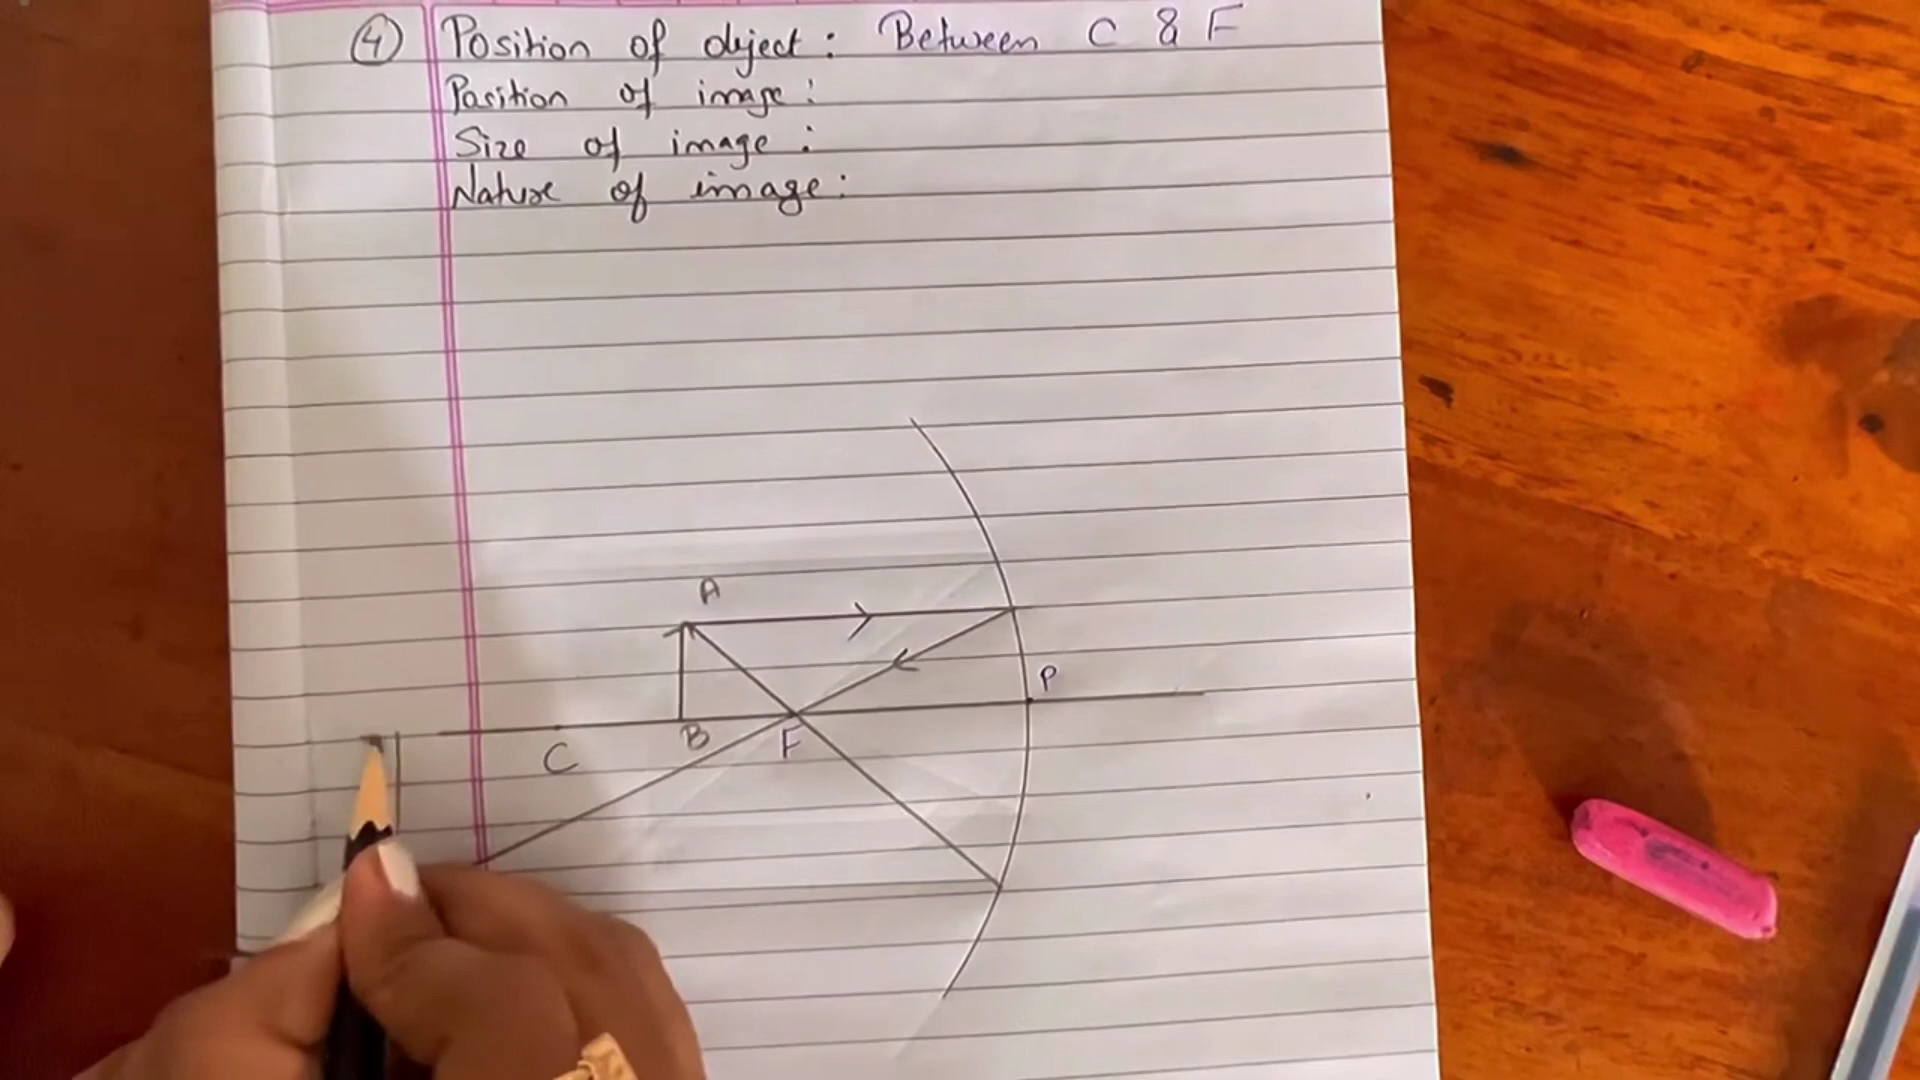 4 Position of object: Between C & F
Position of image:
Size of image:
Nature of image:
A
P
C
B
F